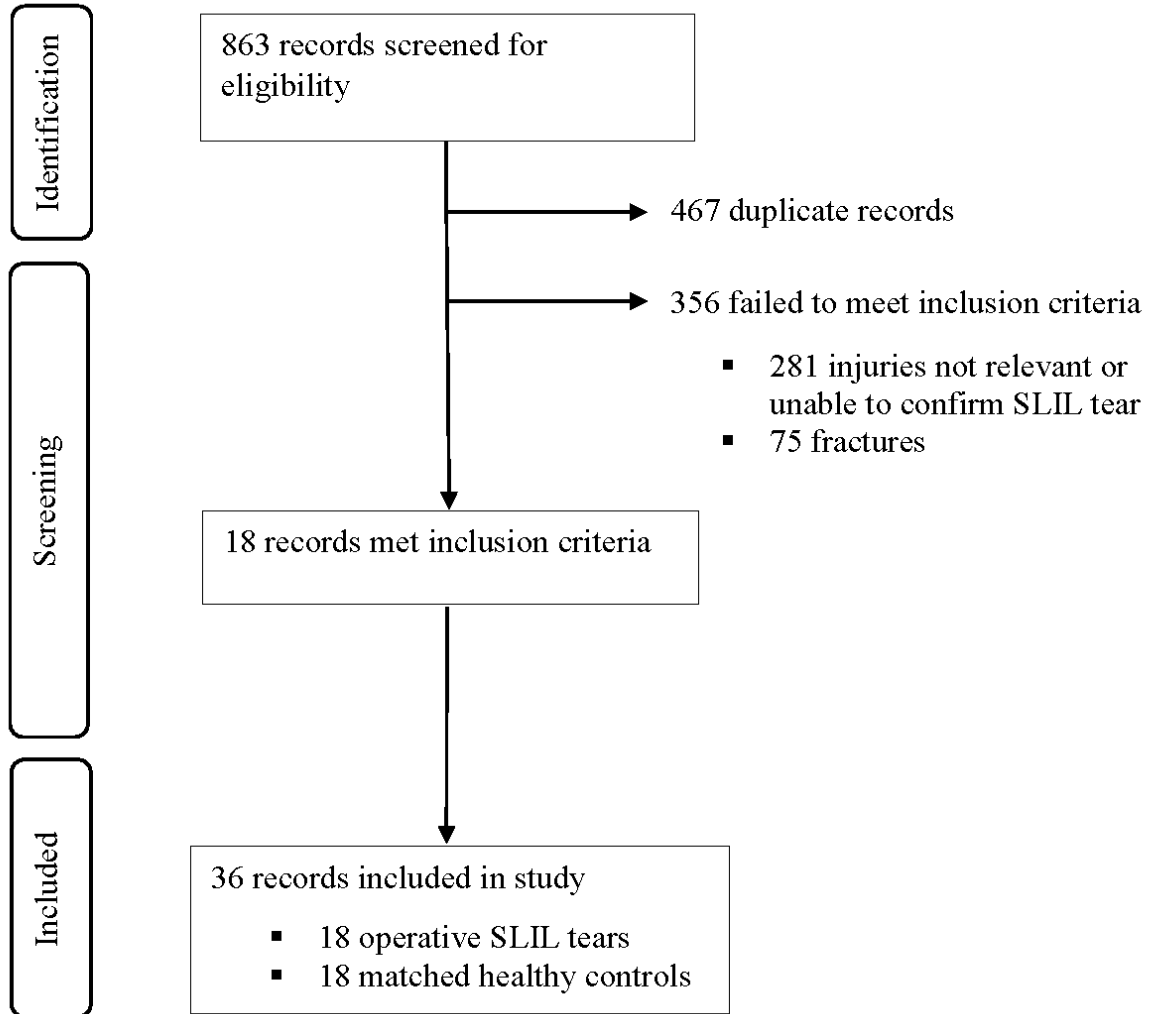 Identification
863 records screened for
eligibility
467 duplicate records
Screening
356 failed to meet inclusion criteria
▪ 281 injuries not relevant or
unable to confirm SLIL tear
▪ 75 fractures
18 records met inclusion criteria
Included
36 records included in study
▪ 18 operative SLIL tears
▪ 18 matched healthy controls